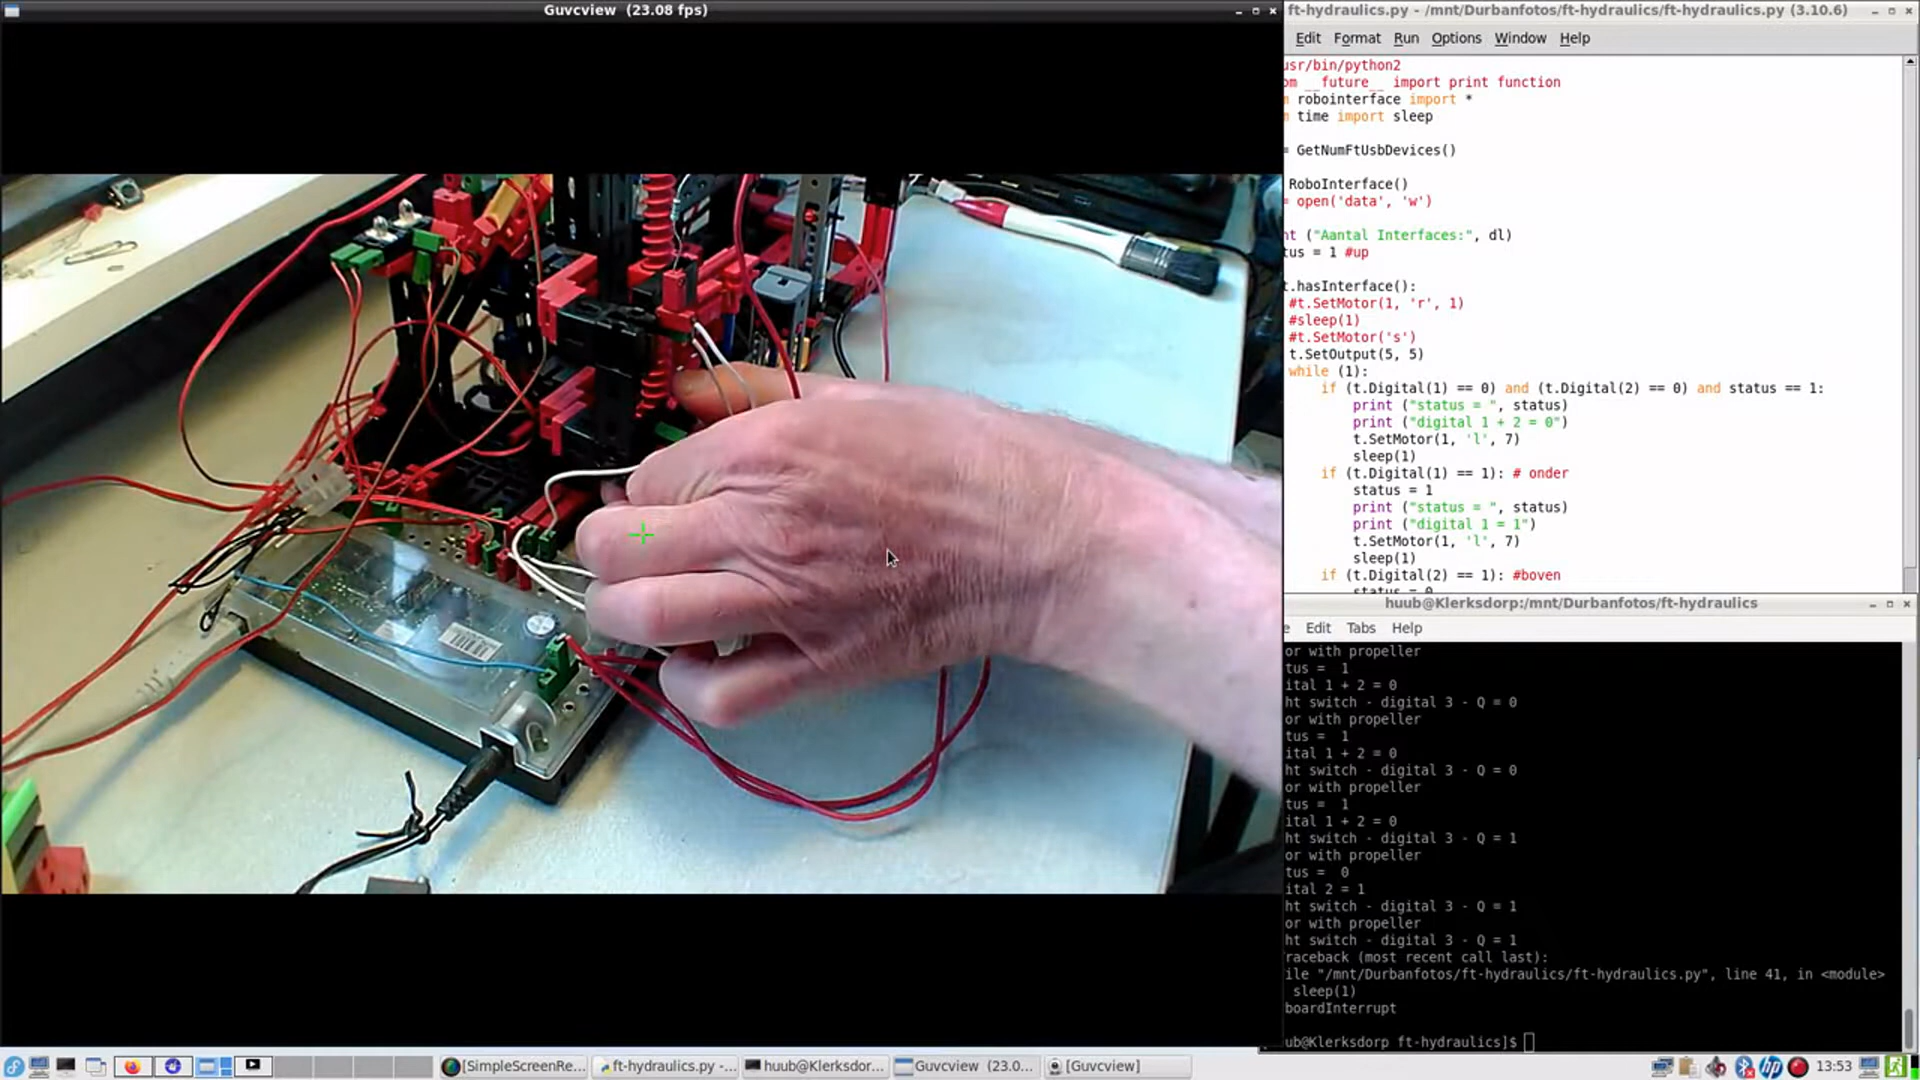 Guvcview (23.08 fps)
ft-hydraulics.py - /mnt/Durbanfotos/ft-hydraulics/ft-hydraulics.py (3.10.6)
Edit Format Run Options Window Help
usr/bin/python2
om __future__ import print function
robointerface import *
time import sleep
= GetNumFtUsbDevices()
RoboInterface()
= open('data', 'w')
nt ("Aantal Interfaces:", dl)
tus = 1 #up
t.hasInterface():
#t.SetMotor(1, 'r', 1)
#sleep(1)
#t.SetMotor('s')
t.SetOutput(5, 5)
while (1):
if (t.Digital(1) == 0) and (t.Digital(2) == 0) and status == 1:
print ("status = ", status)
print ("digital 1 + 2 = 0")
t.SetMotor(1, 'l', 7)
sleep(1)
if (t.Digital(1) == 1): # onder
status = 1
print ("status = ", status)
print ("digital 1 = 1")
t.SetMotor(1, 'l', 7)
sleep(1)
if (t.Digital(2) == 1): #boven
status = 0
huub@Klerksdorp:/mnt/Durbanfotos/ft-hydraulics
e Edit Tabs Help
or with propeller
tus = 1
ital 1 + 2 = 0
ht switch - digital 3 - Q = 0
or with propeller
tus = 1
ital 1 + 2 = 0
ht switch - digital 3 - Q = 0
or with propeller
tus = 1
ital 1 + 2 = 0
ht switch - digital 3 - Q = 1
or with propeller
tus = 0
ital 2 = 1
ht switch - digital 3 - Q = 1
or with propeller
ht switch - digital 3 - Q = 1
raceback (most recent call last):
ile "/mnt/Durbanfotos/ft-hydraulics/ft-hydraulics.py", line 41, in <module>
sleep(1)
boardInterrupt
ub@Klerksdorp ft-hydraulics]$
[SimpleScreenRe... ft-hydraulics.py -... huub@Klerksdor... Guvcview (23.0... [Guvcview] hp 13:53